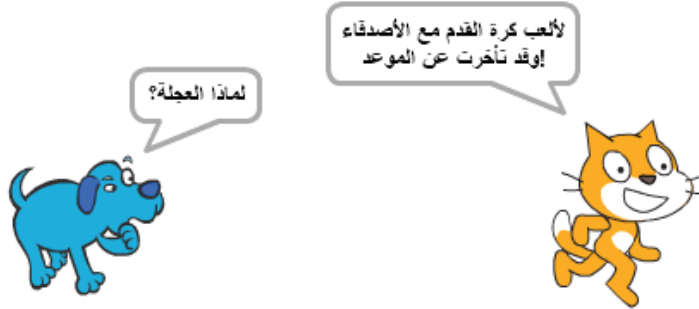 لماذا العجلة؟
لألعب كرة القدم مع الأصدقاء
وقد تأخرت عن الموعد!